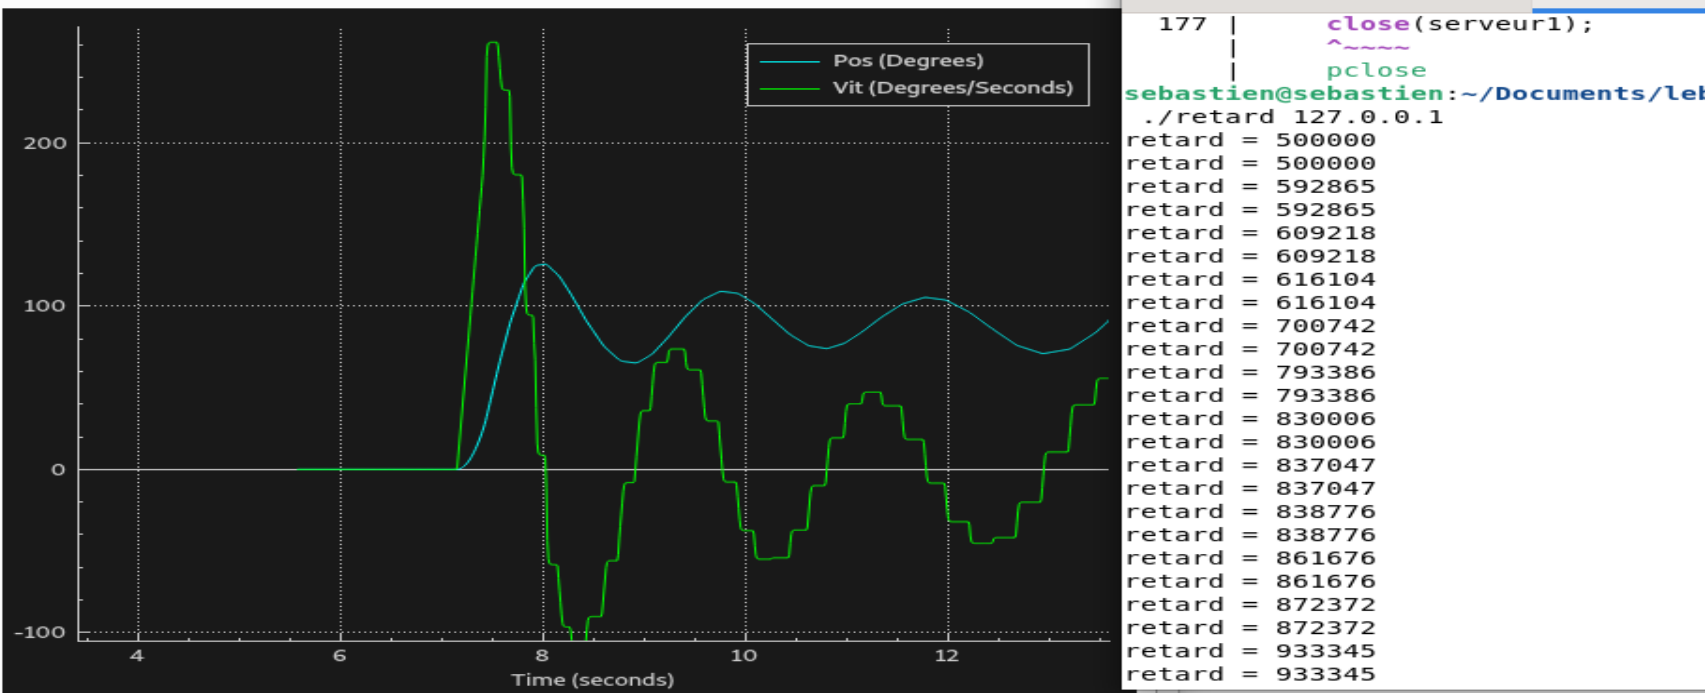 200
100
0
-100
4 6 8 10 12
Time (seconds)
Pos (Degrees)
Vit (Degrees/Seconds)
177 | close(serveur1);
| ^~~~~
| pclose
sebastien@sebastien:~/Documents/leb
./retard 127.0.0.1
retard = 500000
retard = 500000
retard = 592865
retard = 592865
retard = 609218
retard = 609218
retard = 616104
retard = 616104
retard = 700742
retard = 700742
retard = 793386
retard = 793386
retard = 830006
retard = 830006
retard = 837047
retard = 837047
retard = 838776
retard = 838776
retard = 861676
retard = 861676
retard = 872372
retard = 872372
retard = 933345
retard = 933345